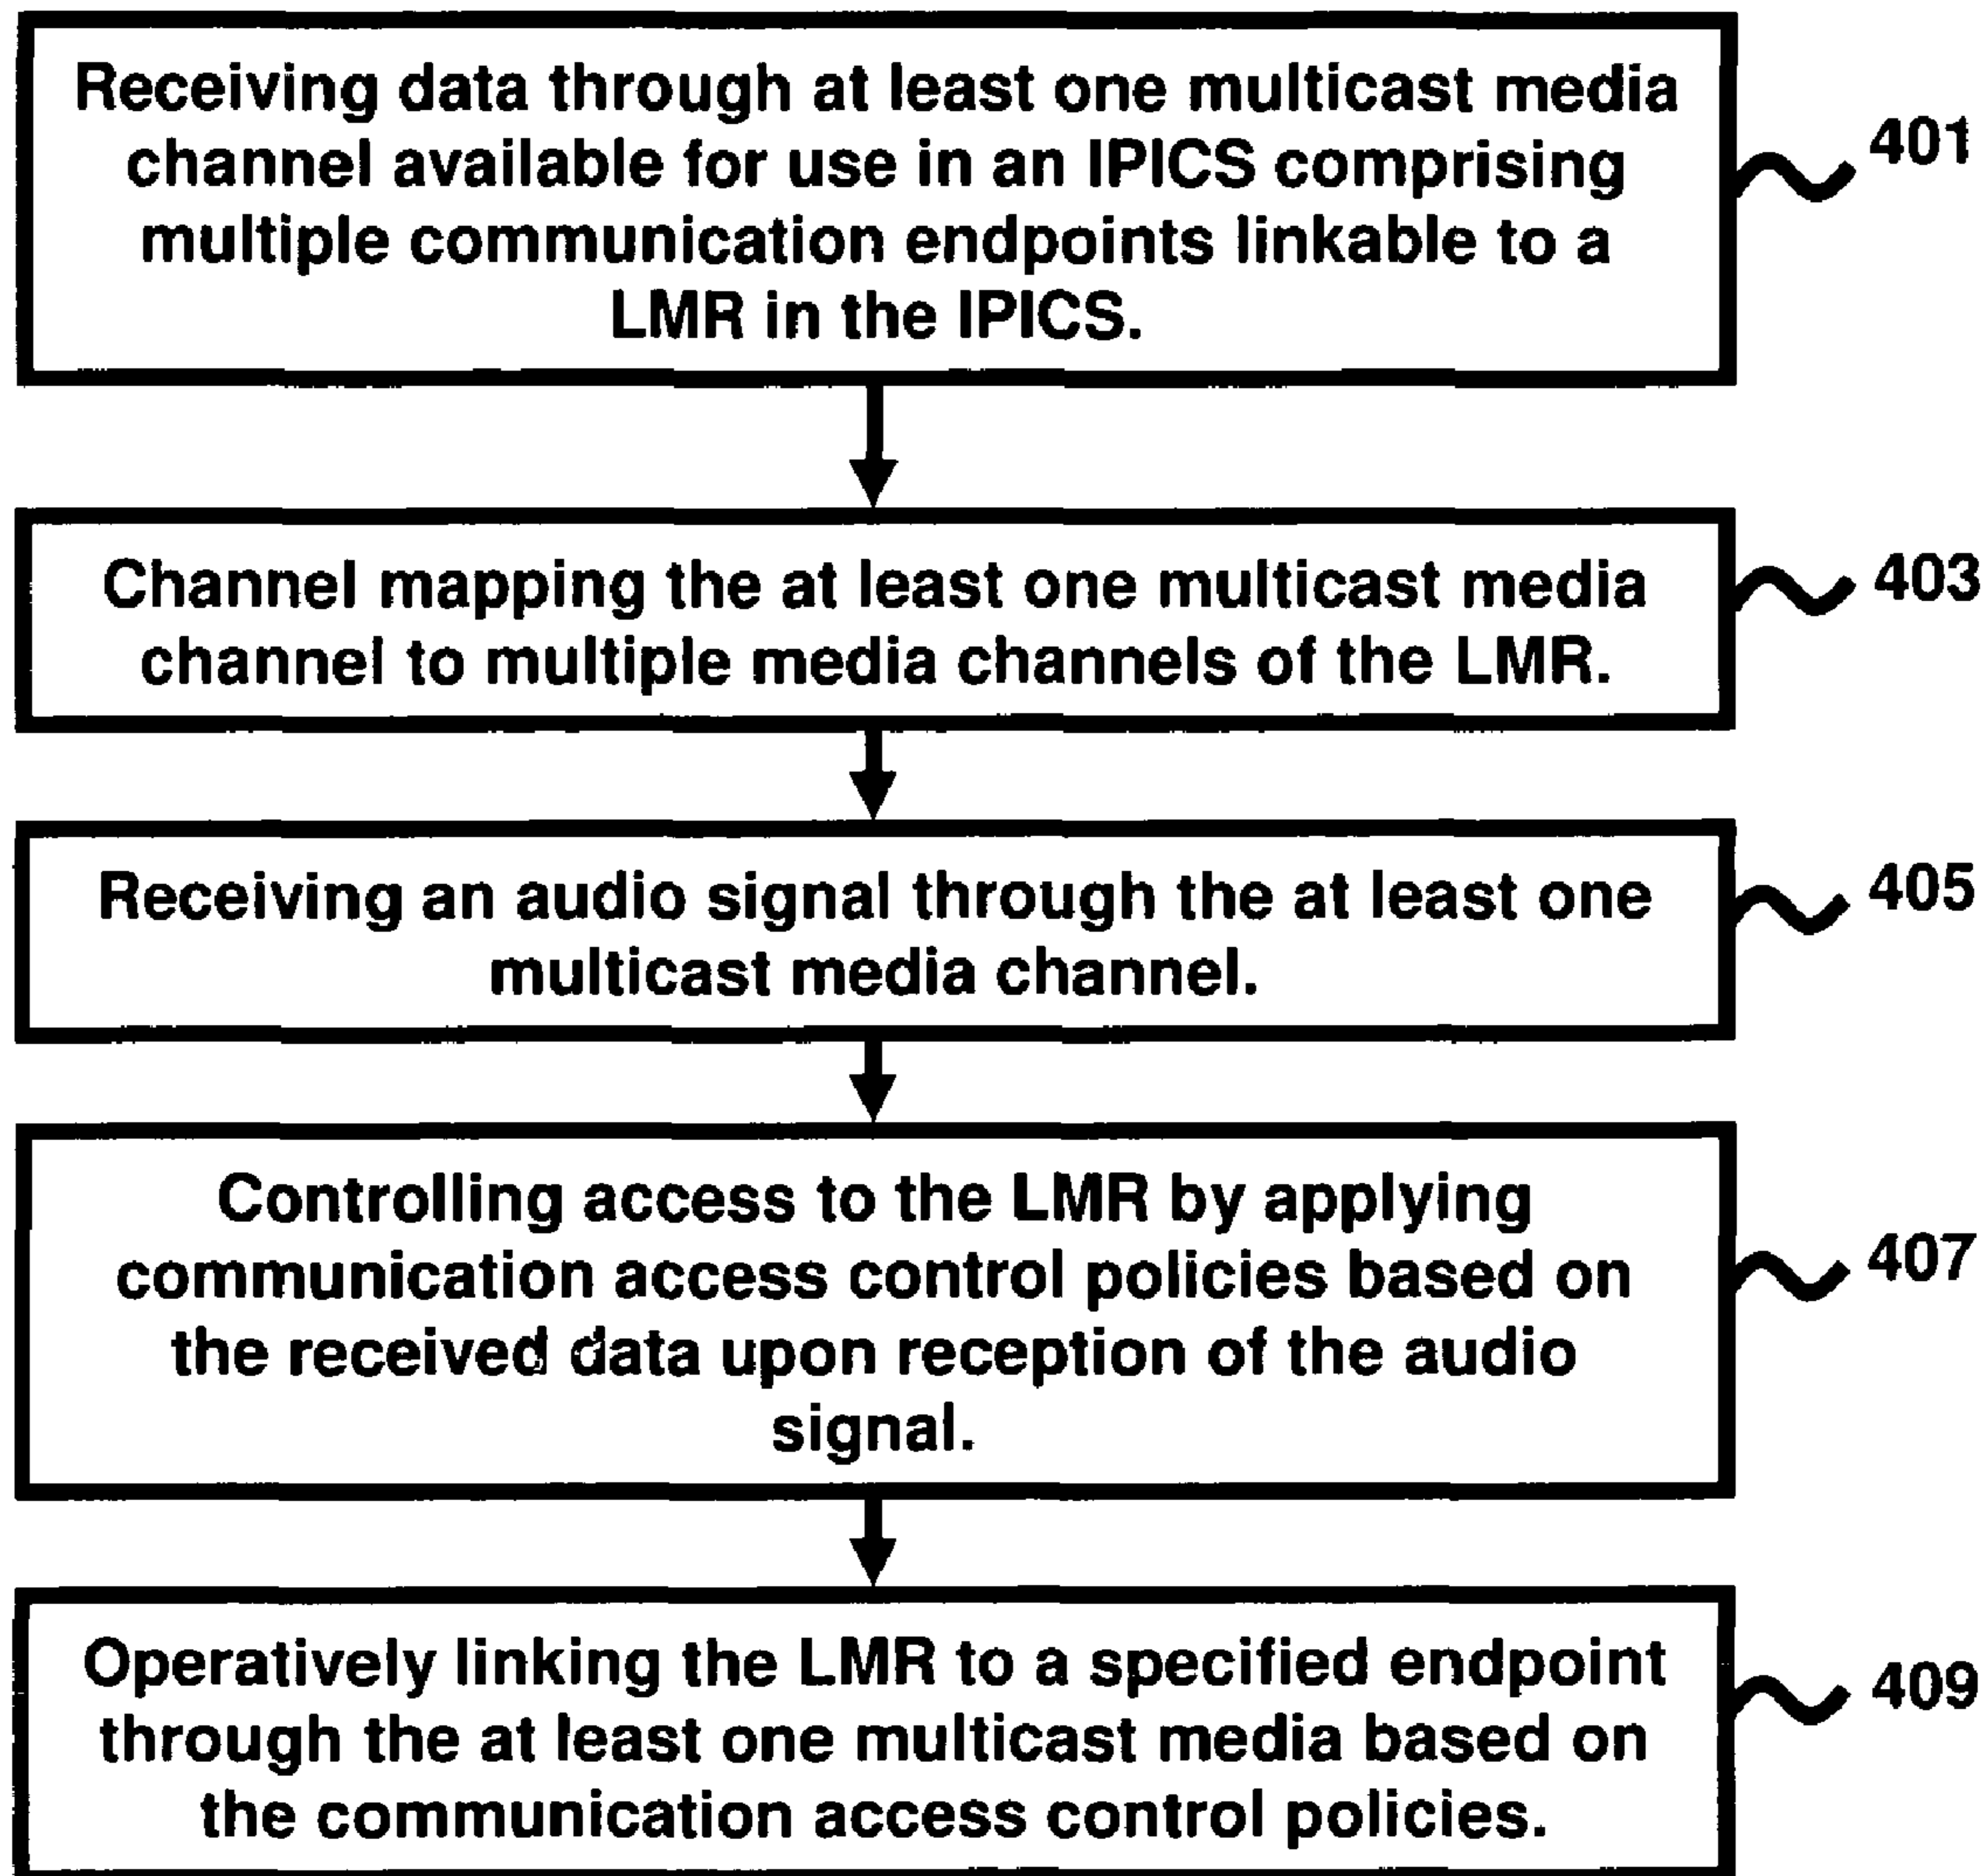 Receiving data through at least one multicast media
channel available for use in an IPICS comprising
multiple communication endpoints linkable to a
LMR in the IPICS.
401
Channel mapping the at least one multicast media
channel to multiple media channels of the LMR.
403
Receiving an audio signal through the at least one
multicast media channel.
405
Controlling access to the LMR by applying
communication access control policies based on
the received data upon reception of the audio
signal.
407
Operatively linking the LMR to a specified endpoint
through the at least one multicast media based on
the communication access control policies.
409